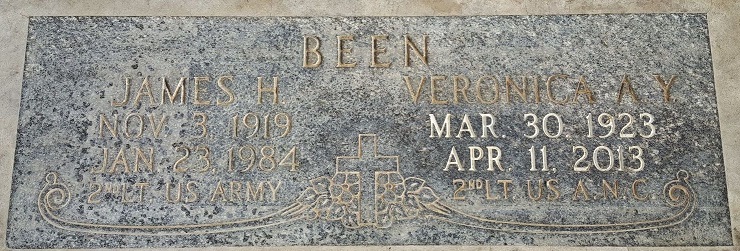 BEEN
JAMES H.
NOV. 3, 1919
JAN. 23, 1984
2ND LT. US ARMY
VERONICA A.Y.
MAR. 30. 1923
APR. 11. 2013
2ND LT US A.N.C.